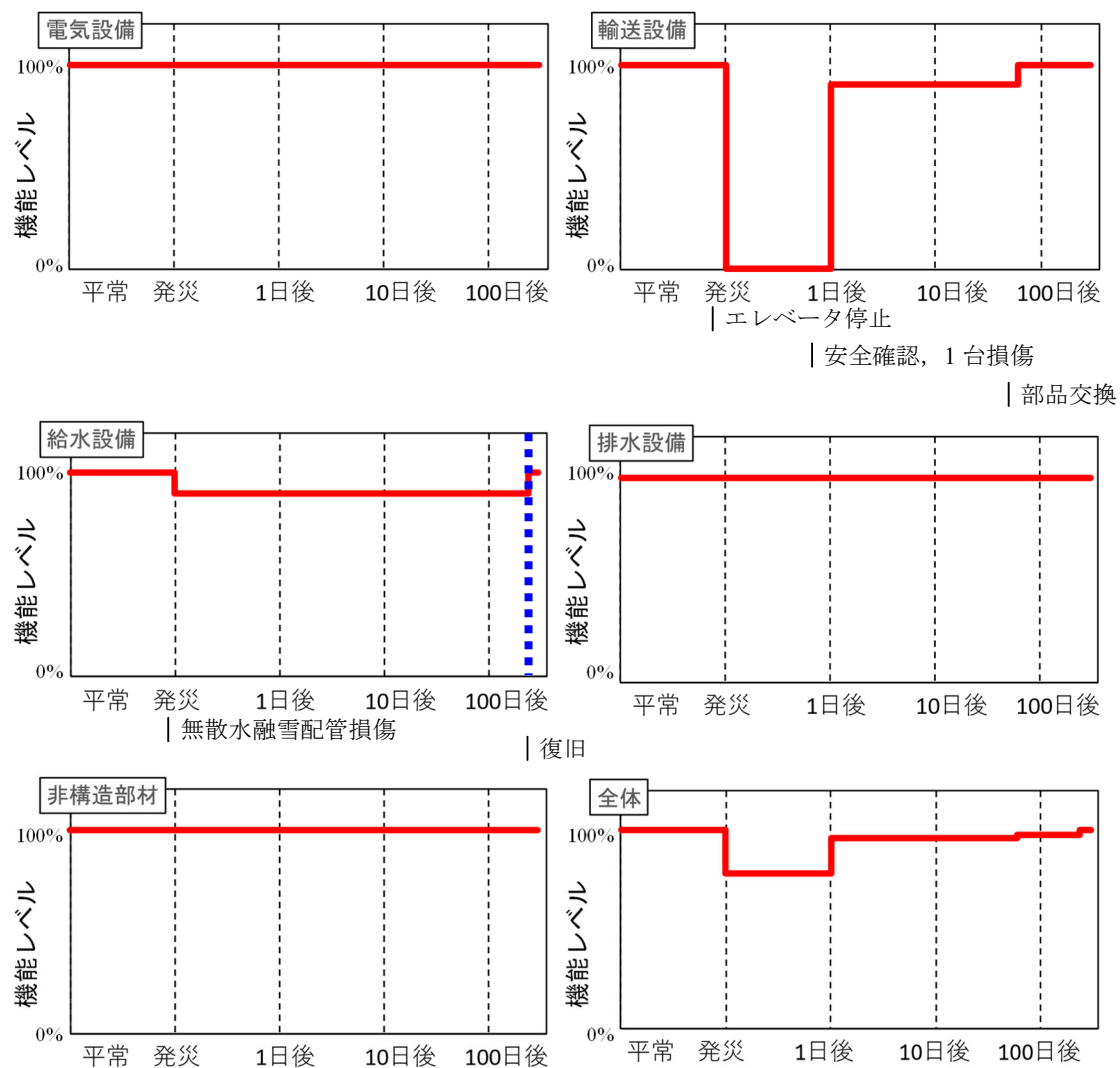 電気設備
100%
機能レベル
0%
平常 発災 1日後 10日後 100日後
輸送設備
100%
機能レベル
0%
平常 発災 1日後 10日後 100日後
エレベータ停止
安全確認，1台損傷
部品交換
給水設備
100%
機能レベル
0%
平常 発災 1日後 10日後 100日後
無散水融雪配管損傷
復旧
排水設備
100%
機能レベル
0%
平常 発災 1日後 10日後 100日後
非構造部材
100%
機能レベル
0%
平常 発災 1日後 10日後 100日後
全体
100%
機能レベル
0%
平常 発災 1日後 10日後 100日後